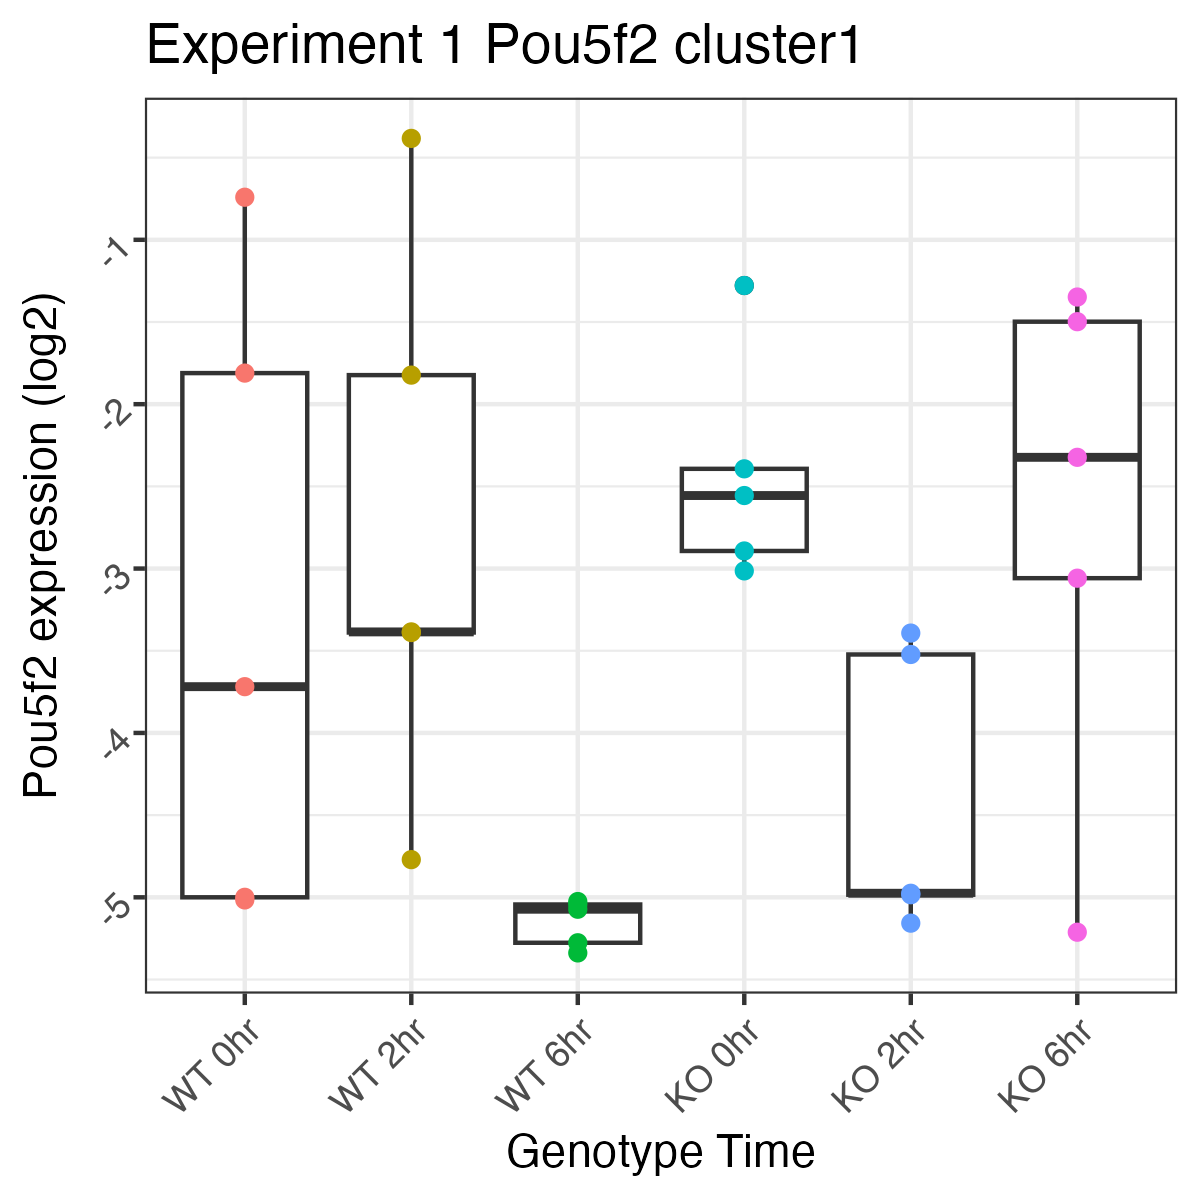 Experiment 1 Pou5f2 cluster1
Pou5f2 expression (log2)
-1
-2
-3
-4
-5
WT 0hr
WT 2hr
WT 6hr
KO 0hr
KO 2hr
KO 6hr
Genotype Time